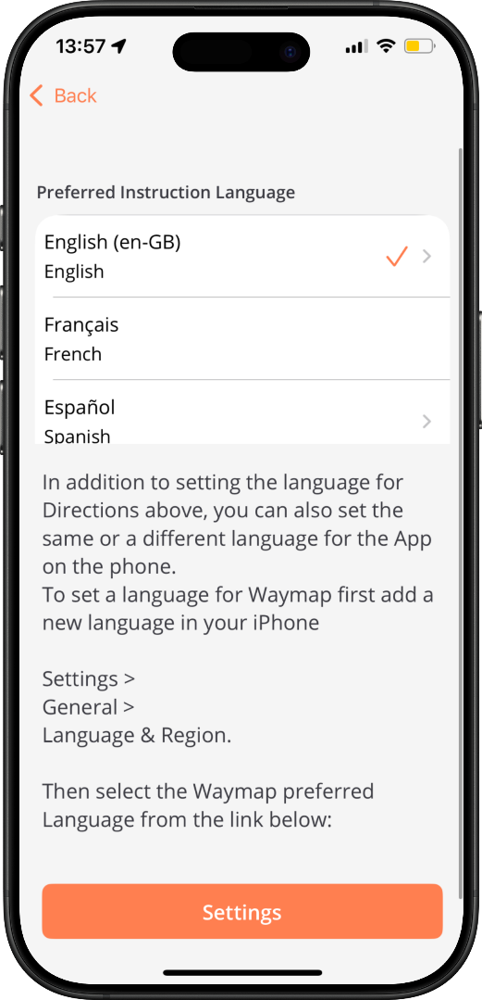 13:57
Back
Preferred Instruction Language
English (en-GB)
English
Français
French
Español
Spanish
In addition to setting the language for
Directions above, you can also set the
same or a different language for the App
on the phone.
To set a language for Waymap first add a
new language in your iPhone
Settings >
General >
Language & Region.
Then select the Waymap preferred
Language from the link below:
Settings